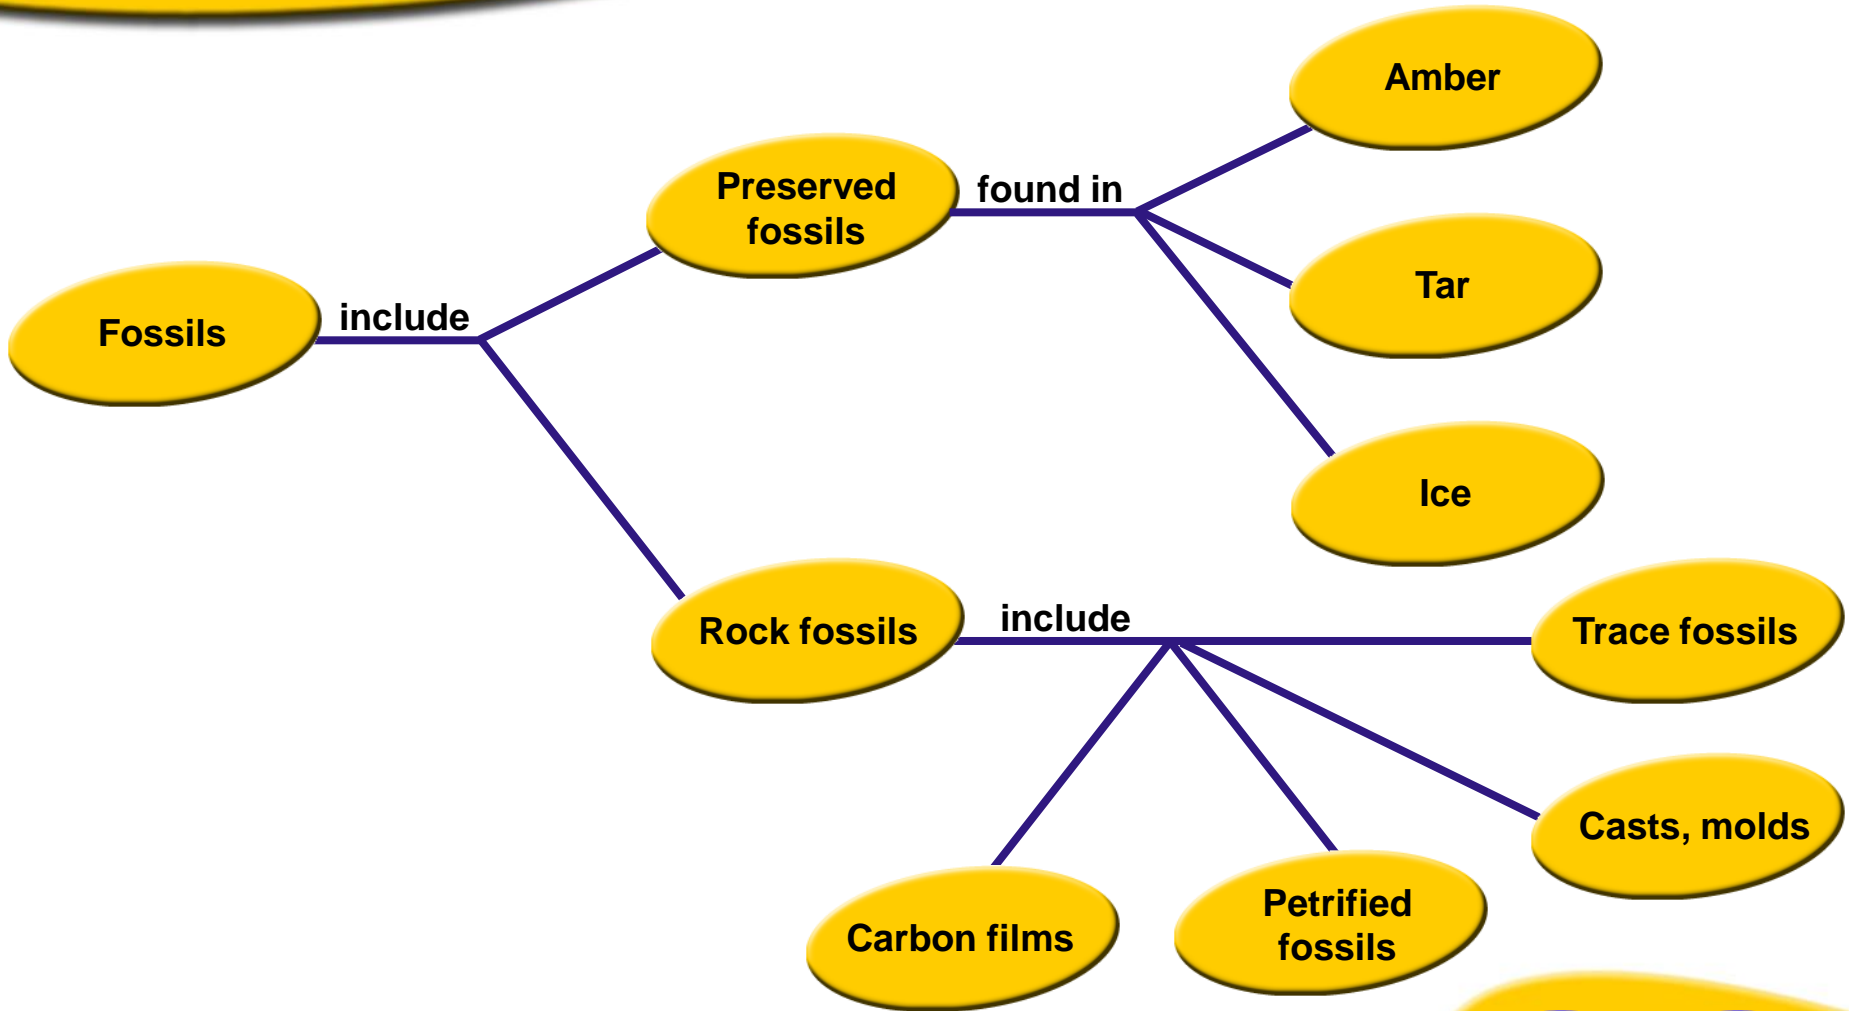 Fossils
include
Preserved
fossils
found in
Amber
Tar
Ice
Rock fossils
include
Trace fossils
Casts, molds
Petrified
fossils
Carbon films